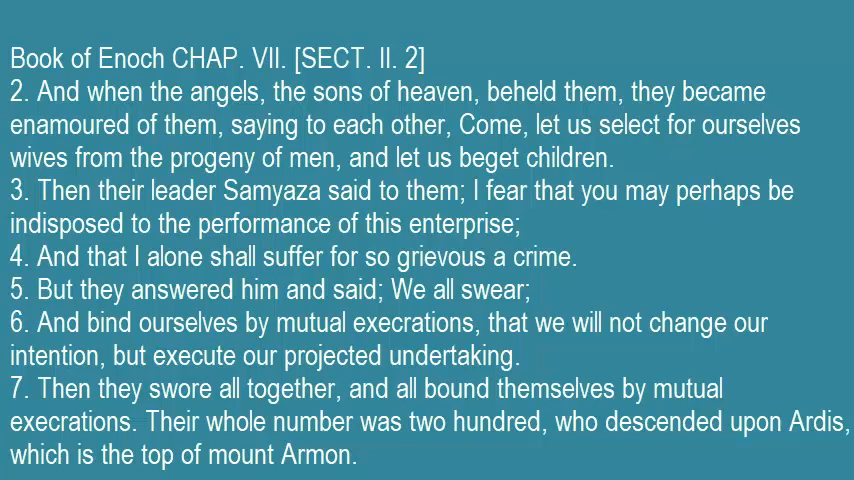 Book of Enoch CHAP. VII. [SECT. II. 2]
2. And when the angels, the sons of heaven, beheld them, they became
enamoured of them, saying to each other, Come, let us select for ourselves
wives from the progeny of men, and let us beget children.
3. Then their leader Samyaza said to them; I fear that you may perhaps be
indisposed to the performance of this enterprise;
4. And that I alone shall suffer for so grievous a crime.
5. But they answered him and said; We all swear;
6. And bind ourselves by mutual execrations, that we will not change our
intention, but execute our projected undertaking.
7. Then they swore all together, and all bound themselves by mutual
execrations. Their whole number was two hundred, who descended upon Ardis,
which is the top of mount Armon.